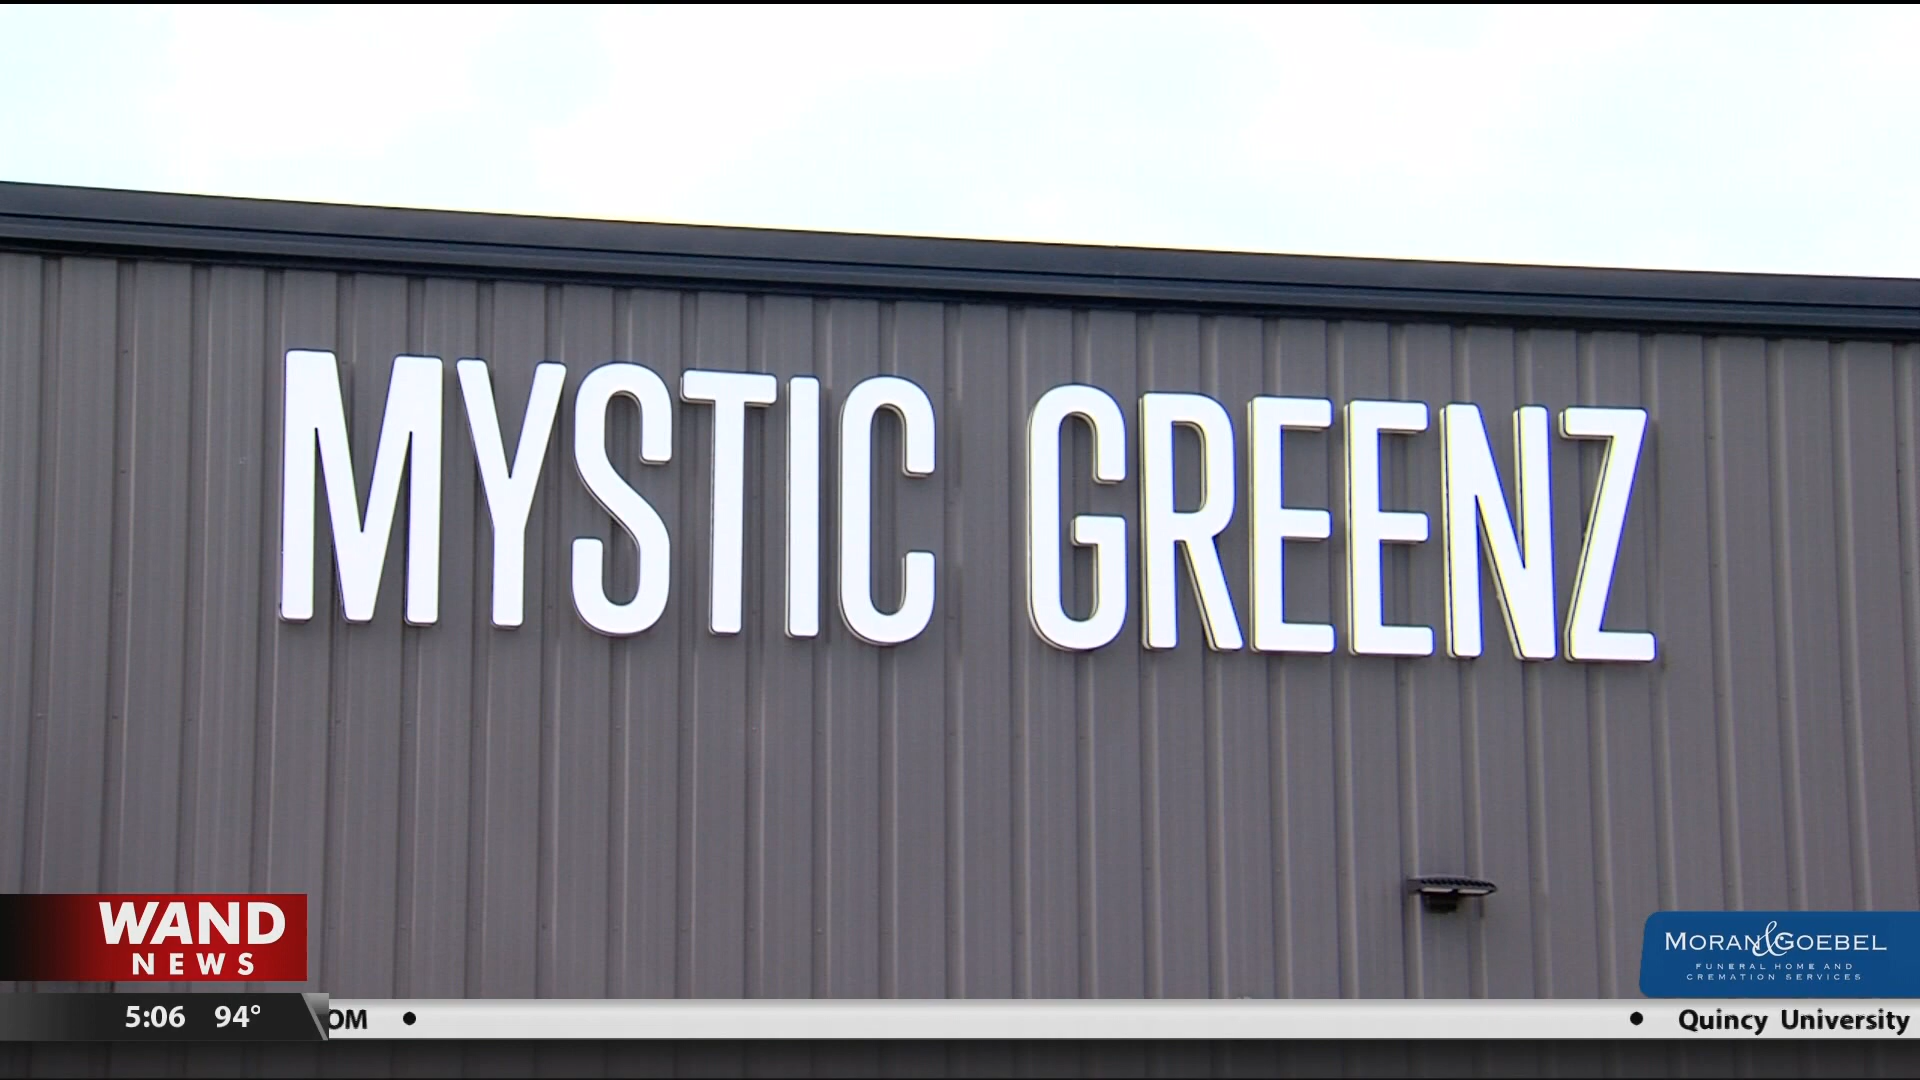 MYSTIC GREENZ
WAND
NEWS
MORAN & GOEBEL
FUNERAL HOME AND
CREMATION SERVICES
5:06 94°
OM • • Quincy University